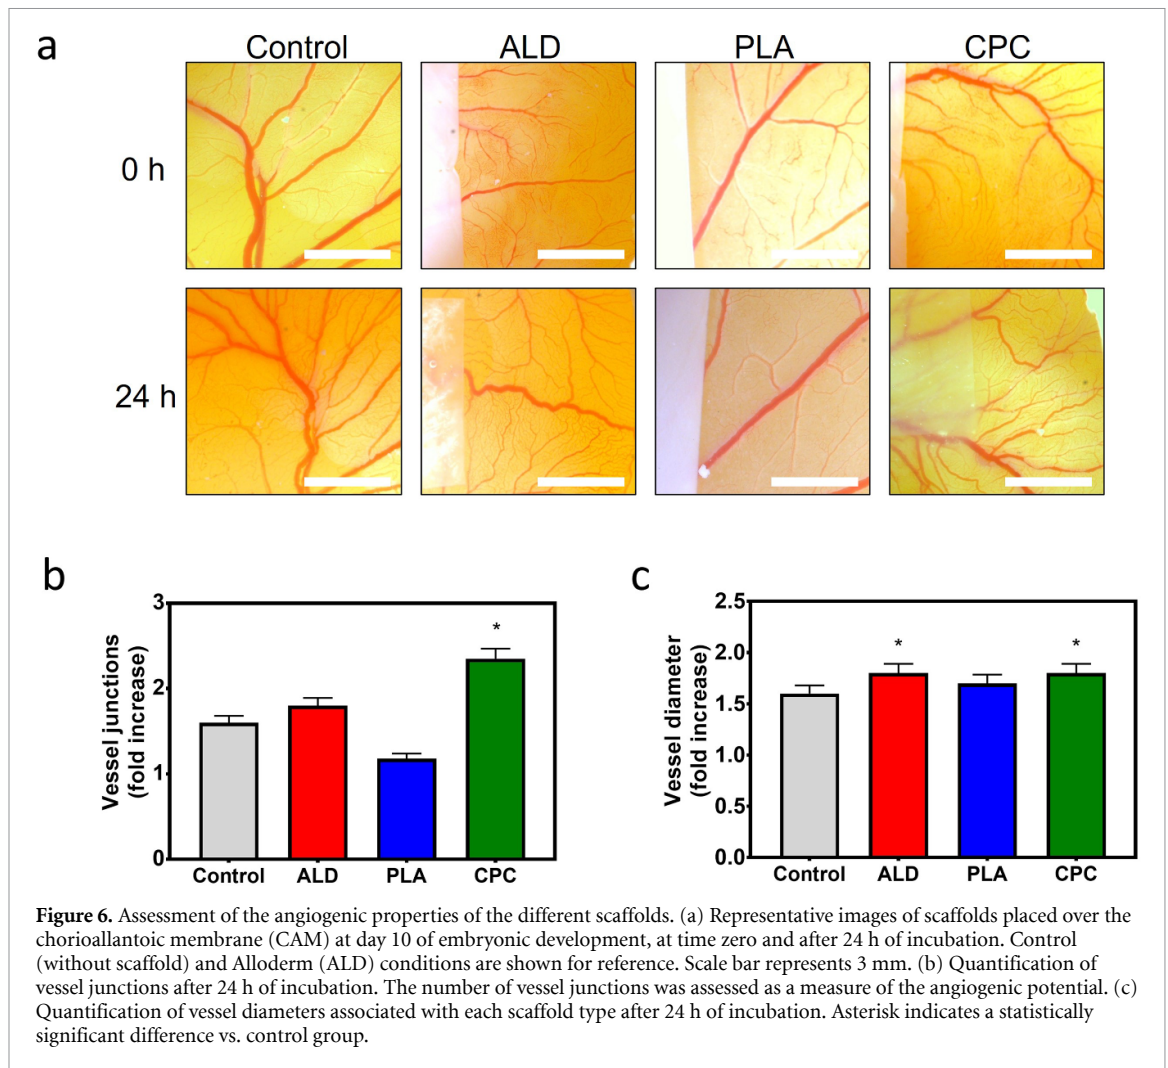 a
Control ALD PLA CPC
0 h
24 h
b
Vessel junctions
(fold increase)
3
2
1
0
*
Control ALD PLA CPC
c
Vessel diameter
(fold increase)
2.5
2.0
1.5
1.0
0.5
0.0
* *
Control ALD PLA CPC
Figure 6. Assessment of the angiogenic properties of the different scaffolds. (a) Representative images of scaffolds placed over the
chorioallantoic membrane (CAM) at day 10 of embryonic development, at time zero and after 24 h of incubation. Control
(without scaffold) and Alloderm (ALD) conditions are shown for reference. Scale bar represents 3 mm. (b) Quantification of
vessel junctions after 24 h of incubation. The number of vessel junctions was assessed as a measure of the angiogenic potential. (c)
Quantification of vessel diameters associated with each scaffold type after 24 h of incubation. Asterisk indicates a statistically
significant difference vs. control group.